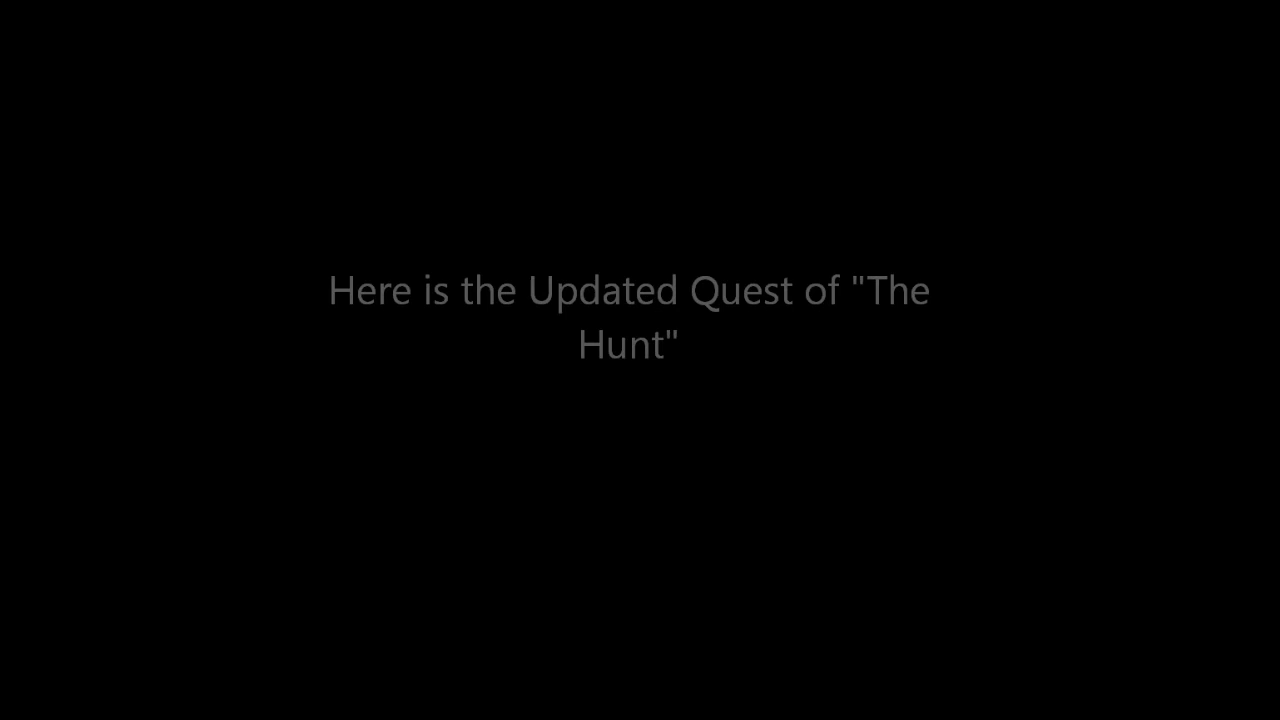 Here is the Updated Quest of "The
Hunt"